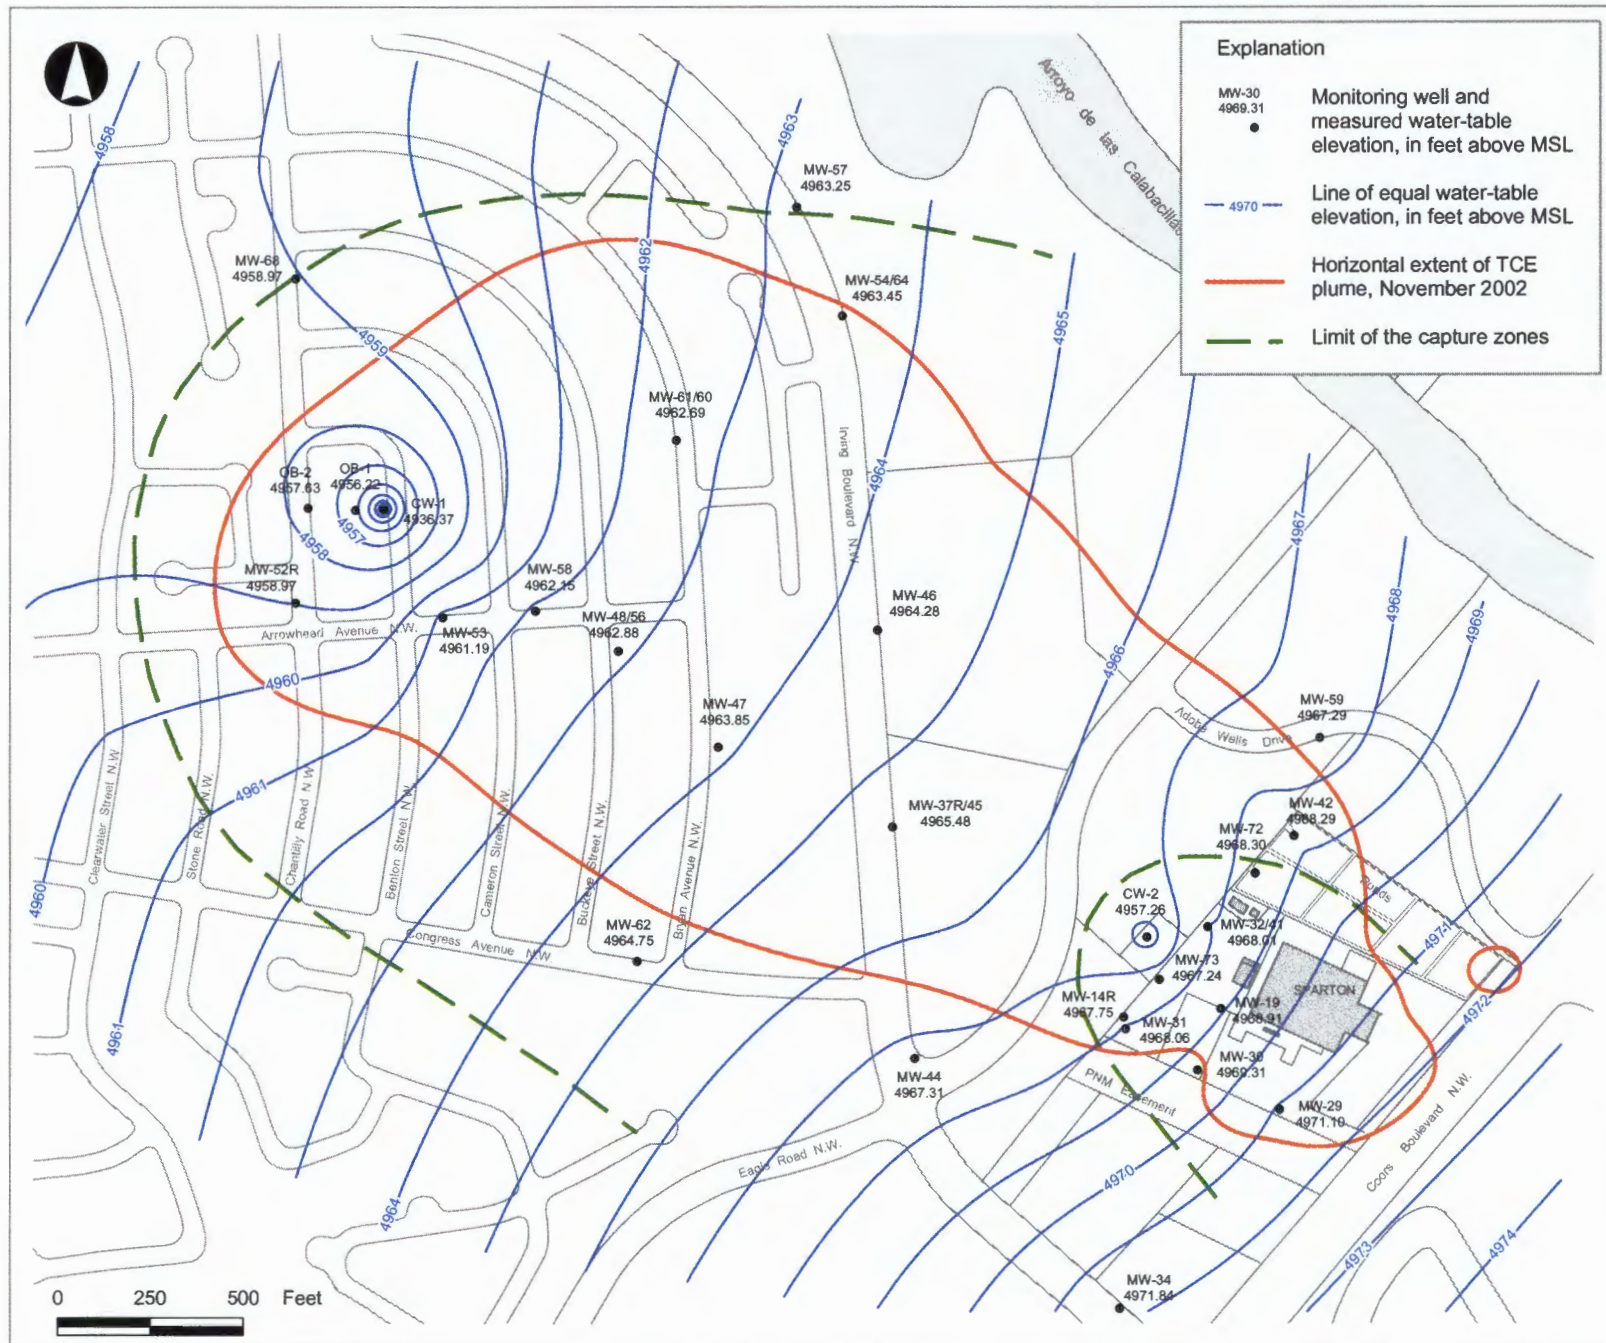 Explanation
MW-30
4969.31
Monitoring well and
measured water-table
elevation, in feet above MSL
4970
Line of equal water-table
elevation, in feet above MSL
Horizontal extent of TCE
plume, November 2002
Limit of the capture zones
Arroyo de las Calabacillas
4958
4963
MW-57
4963.25
4962
MW-68
4958.97
MW-54/64
4963.45
4965
4959
MW-61/60
4962.69
Irving Boulevard N.W.
4964
OB-2
4957.63
OB-1
4956.22
CW-1
4936.37
4957
4958
4967
MW-52R
4958.97
MW-58
4962.15
MW-46
4964.28
4968
4969
Arrowhead Avenue N.W.
MW-53
4961.19
MW-48/56
4962.88
4966
4960
MW-47
4963.85
MW-59
4967.29
Adobe Wells Drive
4961
Clearwater Street N.W.
Stone Road N.W.
Chantilly Road N.W.
Benton Street N.W.
Cameron Street N.W.
Buckeye Street N.W.
Brian Avenue N.W.
MW-37R/45
4965.48
MW-42
4968.29
MW-72
4968.30
Ponds
4960
CW-2
4957.26
MW-32/41
4968.01
4971
Congress Avenue N.W
MW-62
4964.75
MW-73
4967.24
SPARTON
MW-14R
4967.75
MW-19
4968.91
4972
4961
MW-31
4968.06
MW-44
4967.31
MW-30
4969.31
PNM Easement
MW-29
4971.10
Coors Boulevard N.W.
Eagle Road N.W.
4970
4964
4973
4974
MW-34
4971.84
0 250 500 Feet